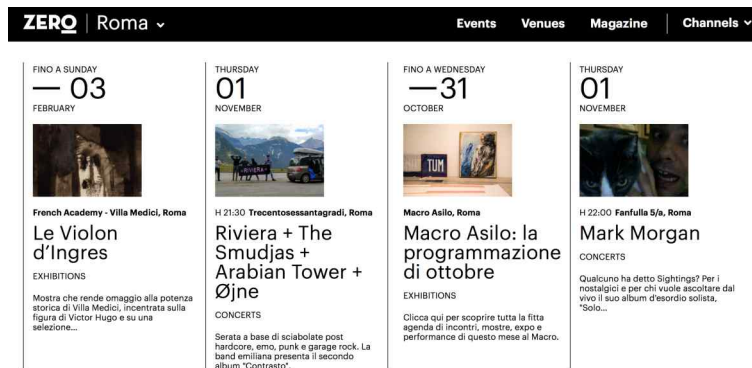 ZERO | Roma
Events Venues Magazine Channels
FINO A SUNDAY
— 03
FEBRUARY
French Academy - Villa Medici, Roma
Le Violon
d'Ingres
EXHIBITIONS
Mostra che rende omaggio alla potenza
storica di Villa Medici, incentrata sulla
figura di Victor Hugo e su una
selezione...
THURSDAY
01
NOVEMBER
RIVIERA
H 21:30 Trecentosessantagradi, Roma
Riviera + The
Smudjas +
Arabian Tower +
Øjne
CONCERTS
Serata a base di sciabolate post
hardcore, emo, punk e garage rock. La
band emiliana presenta il secondo
album "Contrasto".
FINO A WEDNESDAY
—31
OCTOBER
TUM
Macro Asilo, Roma
Macro Asilo: la
programmazione
di ottobre
EXHIBITIONS
Clicca qui per scoprire tutta la fitta
agenda di incontri, mostre, expo e
performance di questo mese al Macro.
THURSDAY
01
NOVEMBER
H 22:00 Fanfulla 5/a, Roma
Mark Morgan
CONCERTS
Qualcuno ha detto Sightings? Per i
nostalgici e per chi vuole ascoltare dal
vivo il suo album d'esordio solista,
"Solo...